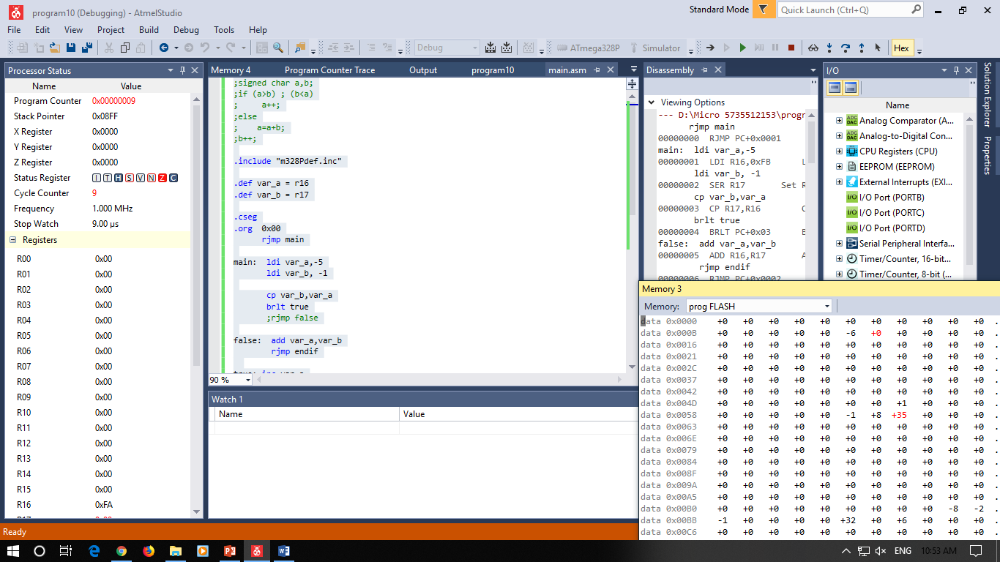 program10 (Debugging) - AtmelStudio
Standard Mode
Quick Launch (Ctrl+Q)
File Edit View Project Build Debug Tools Help
Debug
ATmega328P
Simulator
Hex
Processor Status
Name Value
Program Counter 0x00000009
Stack Pointer 0x08FF
X Register 0x0000
Y Register 0x0000
Z Register 0x0000
Status Register I T H S V N Z C
Cycle Counter 9
Frequency 1.000 MHz
Stop Watch 9.00 µs
Registers
R00 0x00
R01 0x00
R02 0x00
R03 0x00
R04 0x00
R05 0x00
R06 0x00
R07 0x00
R08 0x00
R09 0x00
R10 0x00
R11 0x00
R12 0x00
R13 0x00
R14 0x00
R15 0x00
R16 0xFA
Memory 4 Program Counter Trace Output program10 main.asm
;signed char a,b;
;if (a>b) ; (b<a)
; a++;
;else
; a=a+b;
;b++;
.include "m328Pdef.inc"
.def var_a = r16
.def var_b = r17
.cseg
.org 0x00
rjmp main
main: ldi var_a,-5
ldi var_b, -1
cp var_b,var_a
brlt true
;rjmp false
false: add var_a,var_b
rjmp endif
90 %
Watch 1
Name Value
Disassembly
Viewing Options
--- D:\Micro 5735512153\progr
rjmp main
00000000 RJMP PC+0x0001
main: ldi var_a,-5
00000001 LDI R16,0xFB L
ldi var_b, -1
00000002 SER R17 Set R
cp var_b,var_a
00000003 CP R17,R16 C
brlt true
00000004 BRLT PC+0x03 B
false: add var_a,var_b
00000005 ADD R16,R17 A
rjmp endif
00000006 RJMP PC+0x0002
I/O
Name
Analog Comparator (A...
Analog-to-Digital Con...
CPU Registers (CPU)
EEPROM (EEPROM)
External Interrupts (EXI...
I/O Port (PORTB)
I/O Port (PORTC)
I/O Port (PORTD)
Serial Peripheral Interfa...
Timer/Counter, 16-bit...
Timer/Counter, 8-bit (...
Solution Explorer
Properties
Memory 3
Memory: prog FLASH
data 0x0000 +0 +0 +0 +0 +0 +0 +0 +0 +0 +0 +0 .
data 0x000B +0 +0 +0 +0 +0 -6 +0 +0 +0 +0 +0 .
data 0x0016 +0 +0 +0 +0 +0 +0 +0 +0 +0 +0 +0 .
data 0x0021 +0 +0 +0 +0 +0 +0 +0 +0 +0 +0 +0 .
data 0x002C +0 +0 +0 +0 +0 +0 +0 +0 +0 +0 +0 .
data 0x0037 +0 +0 +0 +0 +0 +0 +0 +0 +0 +0 +0 .
data 0x0042 +0 +0 +0 +0 +0 +0 +0 +0 +0 +0 +0 .
data 0x004D +0 +0 +0 +0 +0 +0 +0 +1 +0 +0 +0 .
data 0x0058 +0 +0 +0 +0 +0 -1 +8 +35 +0 +0 +0 .
data 0x0063 +0 +0 +0 +0 +0 +0 +0 +0 +0 +0 +0 .
data 0x006E +0 +0 +0 +0 +0 +0 +0 +0 +0 +0 +0 .
data 0x0079 +0 +0 +0 +0 +0 +0 +0 +0 +0 +0 +0 .
data 0x0084 +0 +0 +0 +0 +0 +0 +0 +0 +0 +0 +0 .
data 0x008F +0 +0 +0 +0 +0 +0 +0 +0 +0 +0 +0 .
data 0x009A +0 +0 +0 +0 +0 +0 +0 +0 +0 +0 +0 .
data 0x00A5 +0 +0 +0 +0 +0 +0 +0 +0 +0 +0 +0 .
data 0x00B0 +0 +0 +0 +0 +0 +0 +0 +0 +0 -8 -2 .
data 0x00BB -1 +0 +0 +0 +0 +32 +0 +6 +0 +0 +0 .
data 0x00C6 +0 +0 +0 +0 +0 +0 +0 +0 +0 +0 +0 .
Ready
ENG
10:53 AM